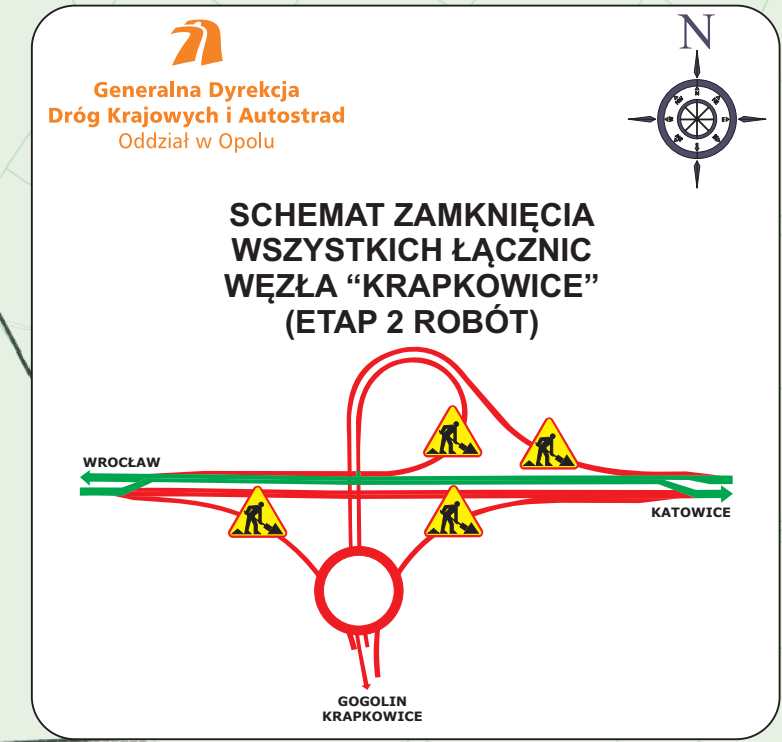 Generalna Dyrekcja
Dróg Krajowych i Autostrad
Oddział w Opolu
N
SCHEMAT ZAMKNIĘCIA
WSZYSTKICH ŁĄCZNIC
WĘZŁA “KRAPKOWICE”
(ETAP 2 ROBÓT)
WROCŁAW
KATOWICE
GOGOLIN
KRAPKOWICE